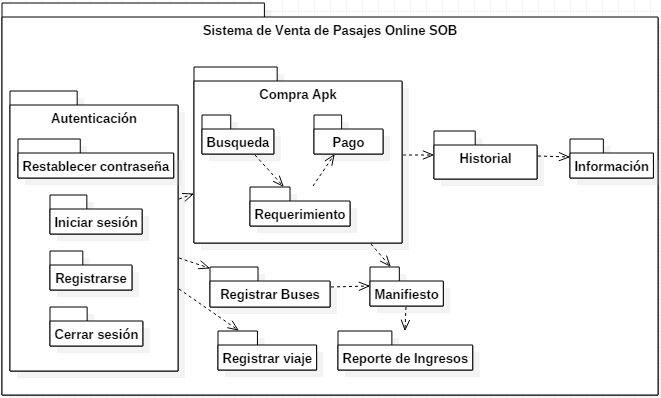 Sistema de Venta de Pasajes Online SOB
Autenticación
Restablecer contraseña
Iniciar sesión
Registrarse
Cerrar sesión
Compra Apk
Busqueda
Pago
Requerimiento
Historial
Información
Registrar Buses
Manifiesto
Registrar viaje
Reporte de Ingresos